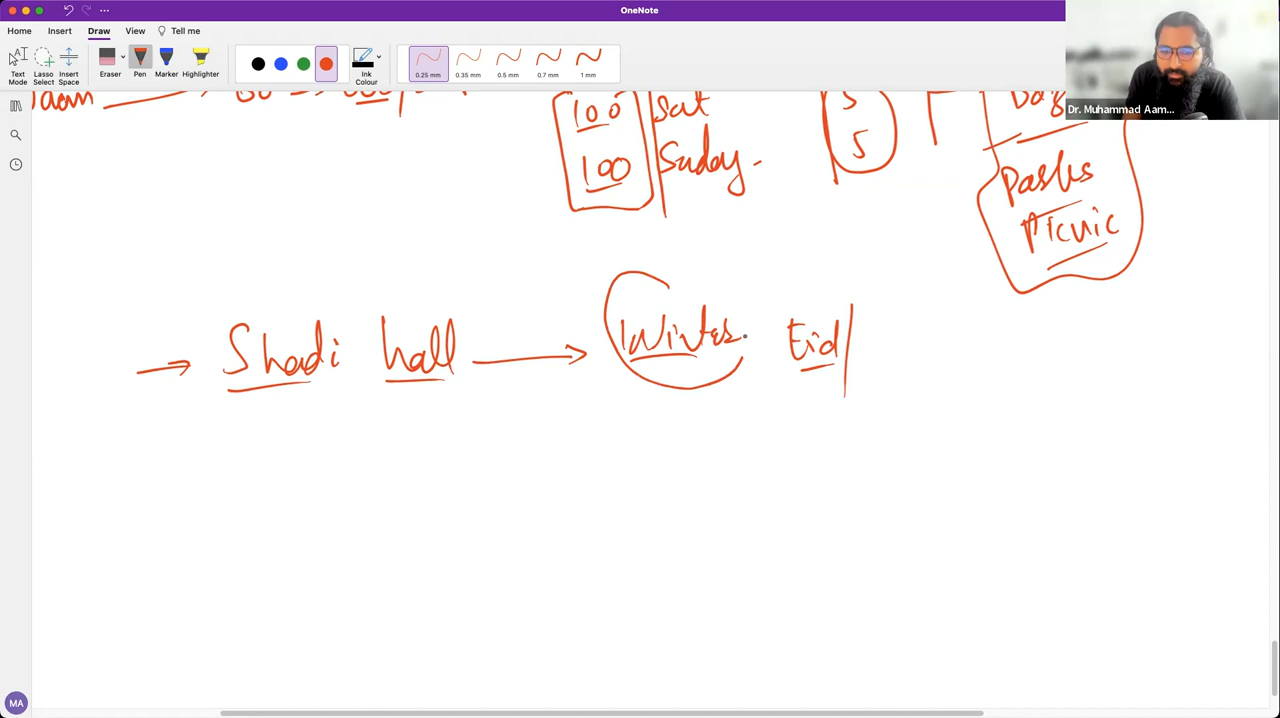 OneNote
Home Insert Draw View Tell me
Text Mode
Lasso Select
Insert Space
Eraser
Pen
Marker
Highlighter
Ink Colour
0.25 mm
0.35 mm
0.5 mm
0.7 mm
1 mm
Dr. Muhammad Aam...
100 Sat 5
100 Sunday. 5
Parks
Picnic
→ Shadi hall → Winter. Eid
MA